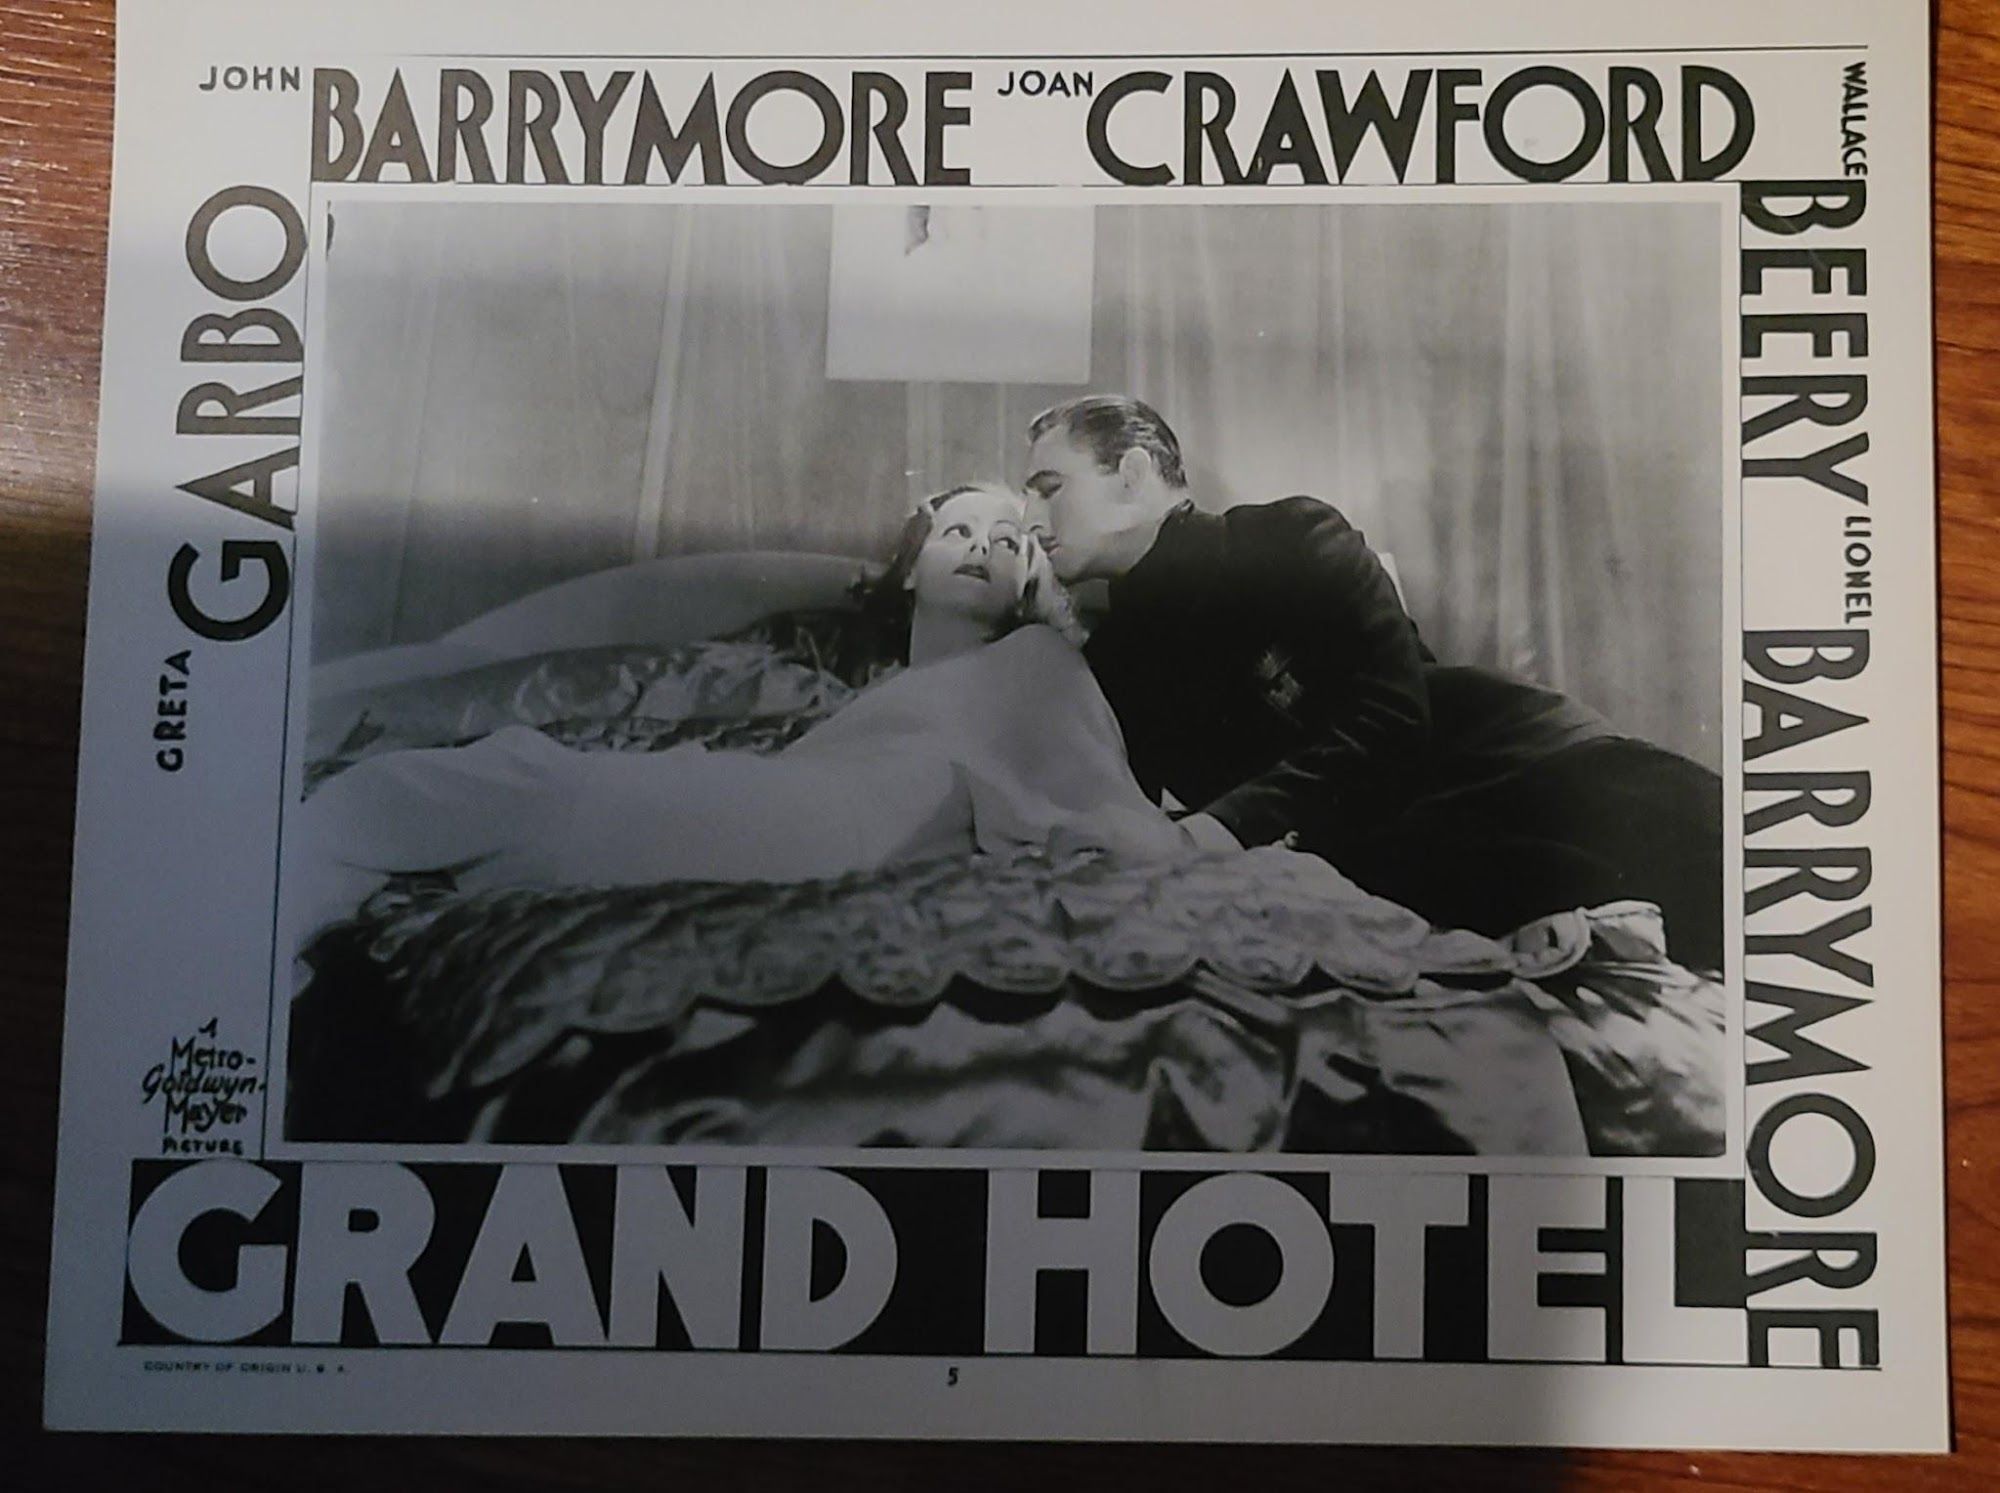 GRETA GARBO
JOHN BARRYMORE
JOAN CRAWFORD
WALLACE BEERY
LIONEL BARRYMORE
A
Metro-
Goldwyn-
Mayer
PICTURE
GRAND HOTEL
COUNTRY OF ORIGIN U. S. A.
5